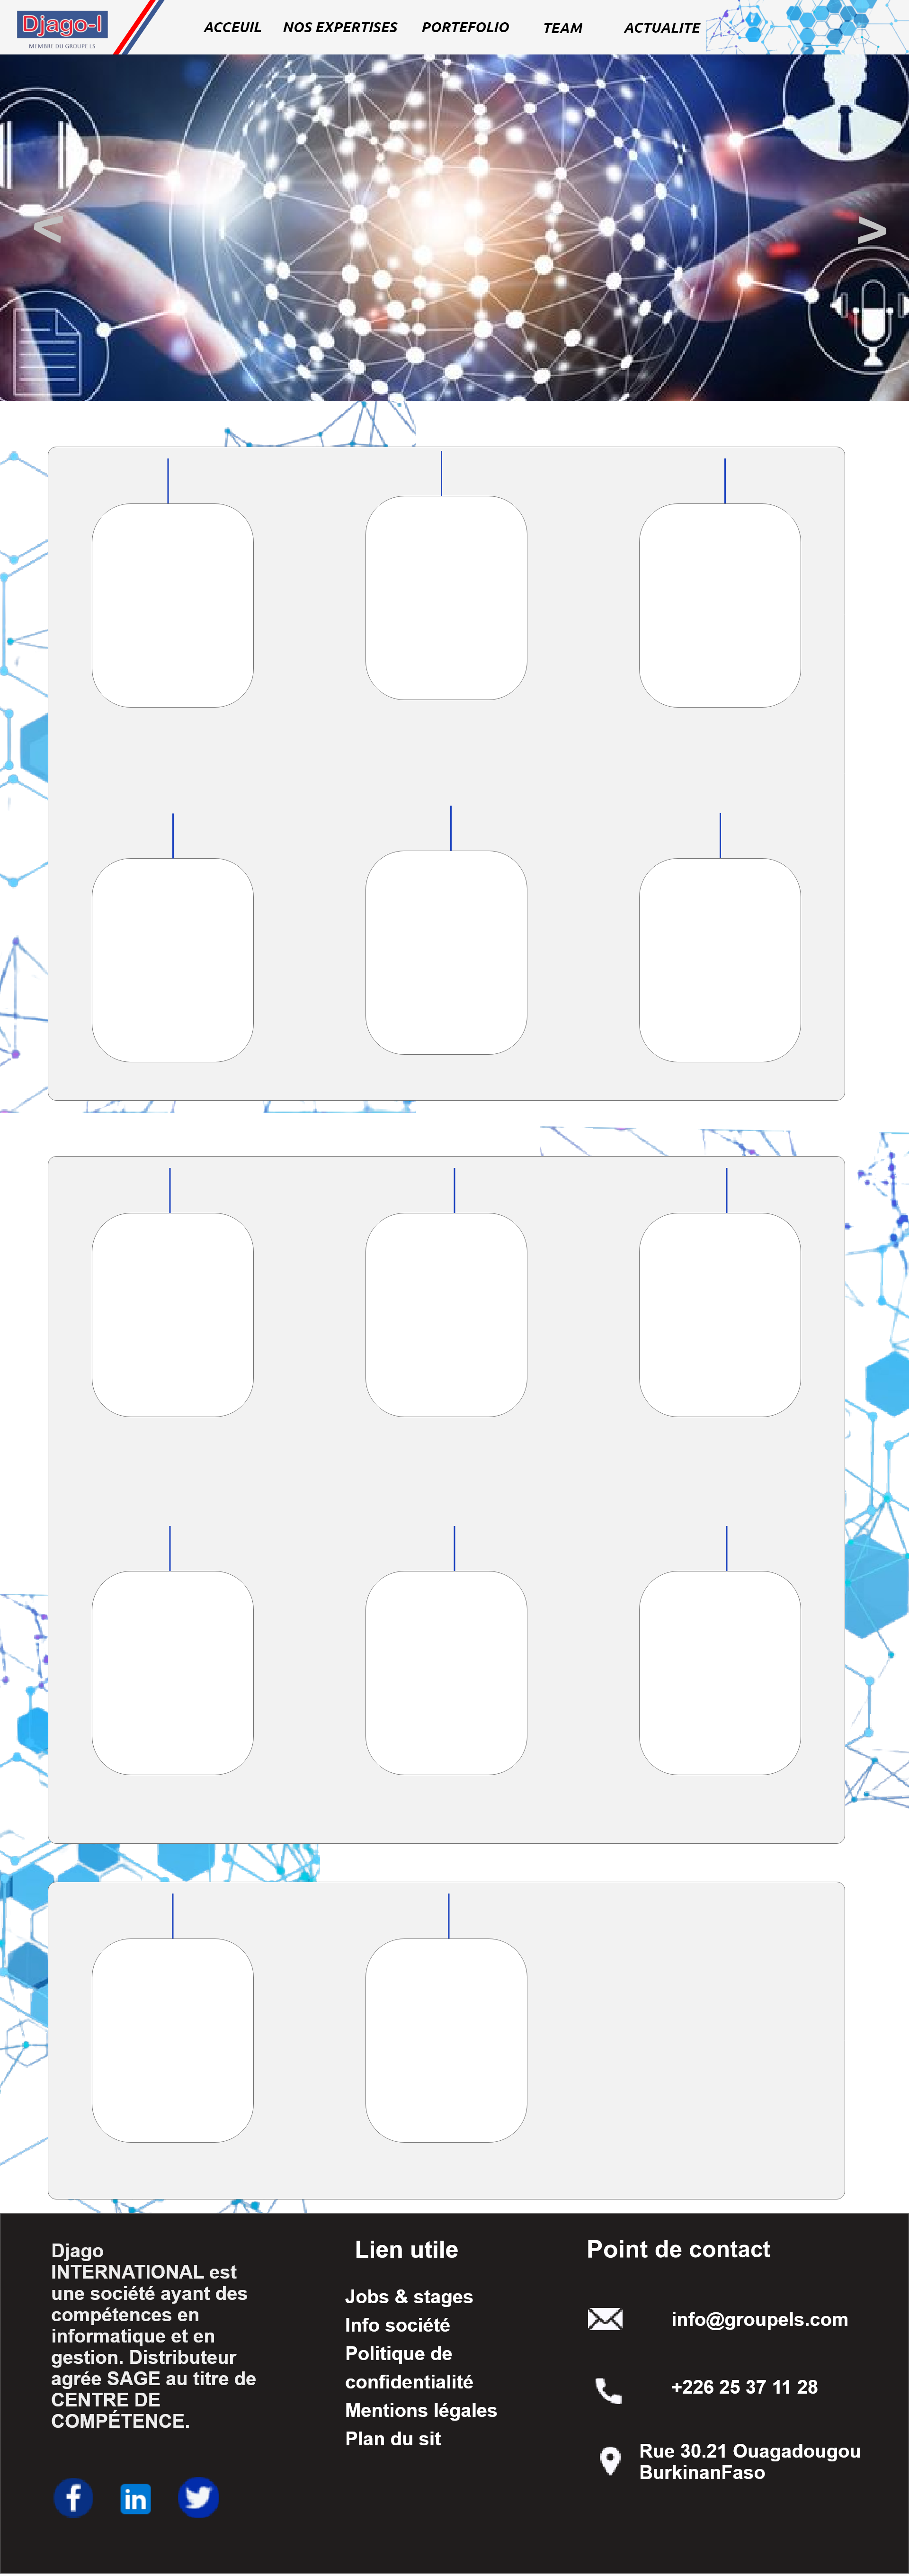 Djago-I
MEMBRE DU GROUPE LS
ACCEUIL NOS EXPERTISES PORTEFOLIO TEAM ACTUALITE
< >
Djago
INTERNATIONAL est
une société ayant des
compétences en
informatique et en
gestion. Distributeur
agrée SAGE au titre de
CENTRE DE
COMPÉTENCE.
f in
Lien utile
Jobs & stages
Info société
Politique de
confidentialité
Mentions légales
Plan du sit
Point de contact
info@groupels.com
+226 25 37 11 28
Rue 30.21 Ouagadougou
BurkinanFaso